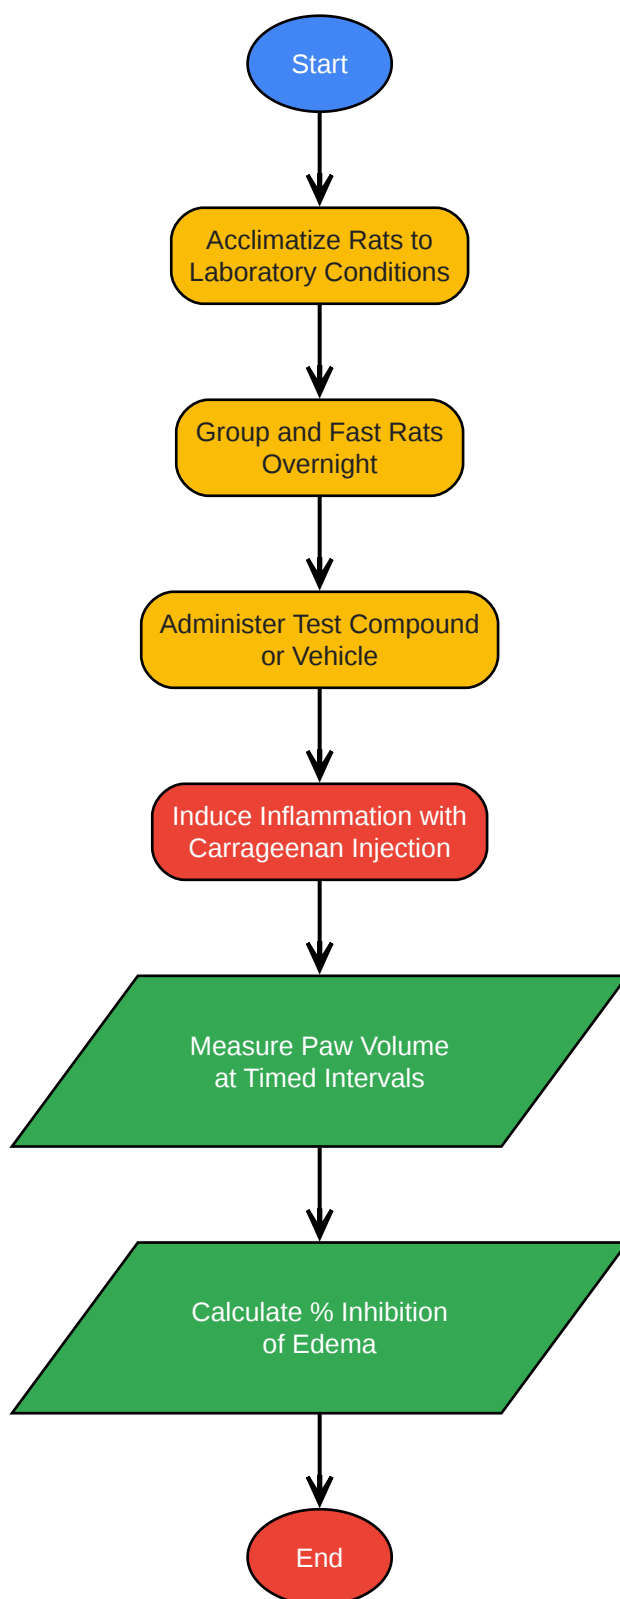 Start
Acclimatize Rats to
Laboratory Conditions
Group and Fast Rats
Overnight
Administer Test Compound
or Vehicle
Induce Inflammation with
Carrageenan Injection
Measure Paw Volume
at Timed Intervals
Calculate % Inhibition
of Edema
End